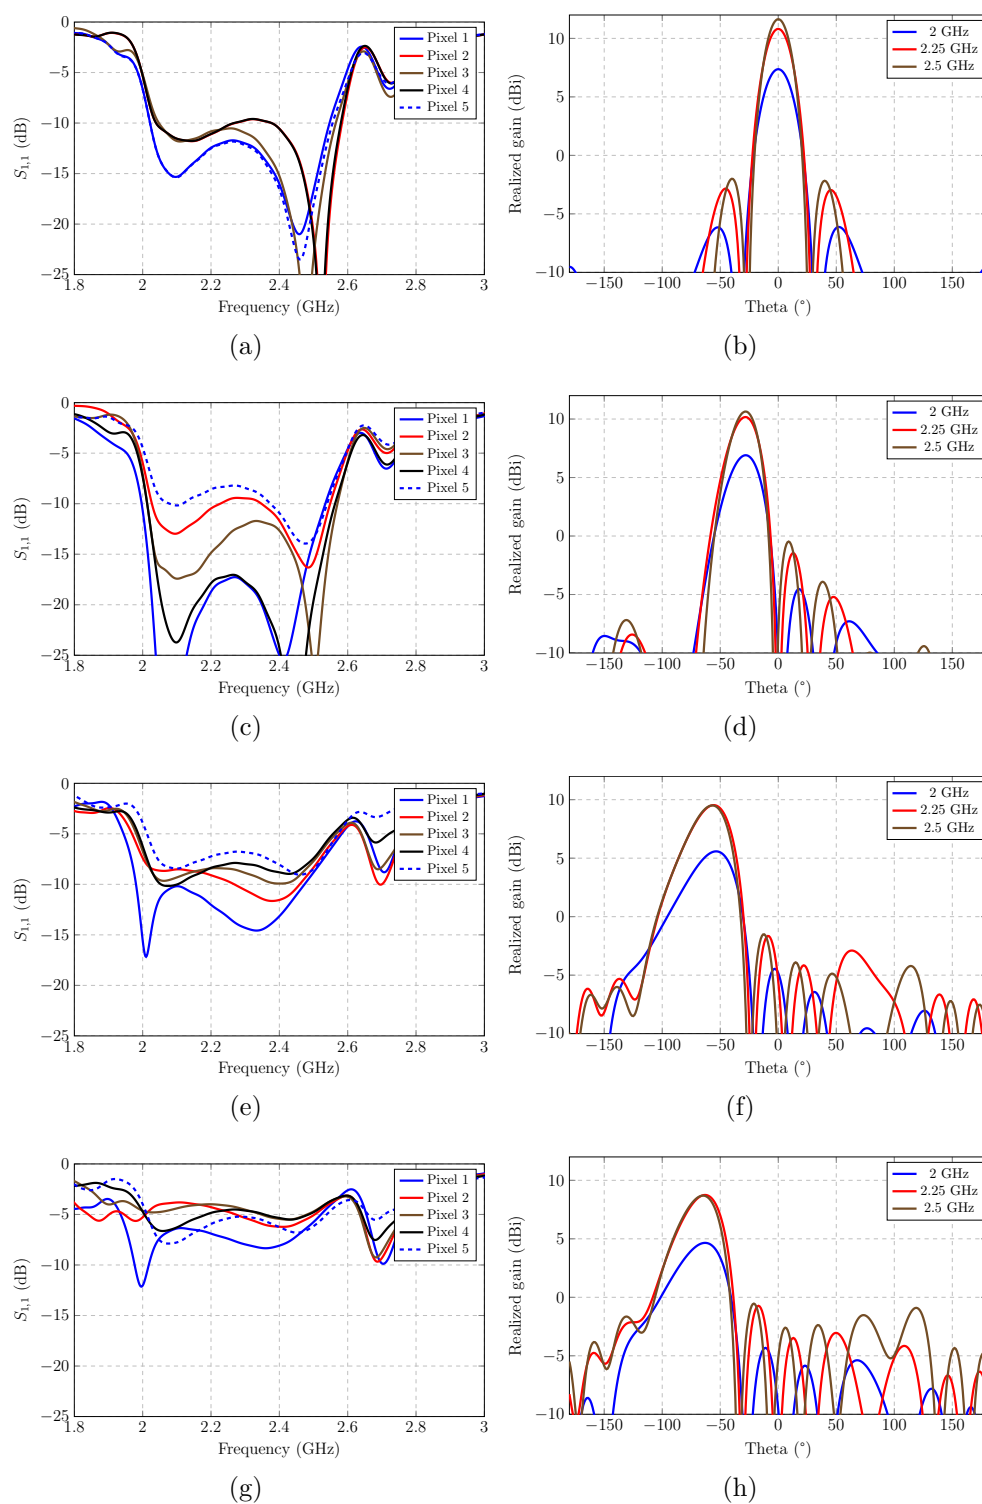 0
−5
−10
−15
−20
−25
1.8 2 2.2 2.4 2.6 2.8 3
S1,1 (dB)
Frequency (GHz)
Pixel 1
Pixel 2
Pixel 3
Pixel 4
Pixel 5
(a)
10
5
0
−5
−10
−150 −100 −50 0 50 100 150
Realized gain (dBi)
Theta (°)
2 GHz
2.25 GHz
2.5 GHz
(b)
0
−5
−10
−15
−20
−25
1.8 2 2.2 2.4 2.6 2.8 3
S1,1 (dB)
Frequency (GHz)
Pixel 1
Pixel 2
Pixel 3
Pixel 4
Pixel 5
(c)
10
5
0
−5
−10
−150 −100 −50 0 50 100 150
Realized gain (dBi)
Theta (°)
2 GHz
2.25 GHz
2.5 GHz
(d)
0
−5
−10
−15
−20
−25
1.8 2 2.2 2.4 2.6 2.8 3
S1,1 (dB)
Frequency (GHz)
Pixel 1
Pixel 2
Pixel 3
Pixel 4
Pixel 5
(e)
10
5
0
−5
−10
−150 −100 −50 0 50 100 150
Realized gain (dBi)
Theta (°)
2 GHz
2.25 GHz
2.5 GHz
(f)
0
−5
−10
−15
−20
−25
1.8 2 2.2 2.4 2.6 2.8 3
S1,1 (dB)
Frequency (GHz)
Pixel 1
Pixel 2
Pixel 3
Pixel 4
Pixel 5
(g)
10
5
0
−5
−10
−150 −100 −50 0 50 100 150
Realized gain (dBi)
Theta (°)
2 GHz
2.25 GHz
2.5 GHz
(h)